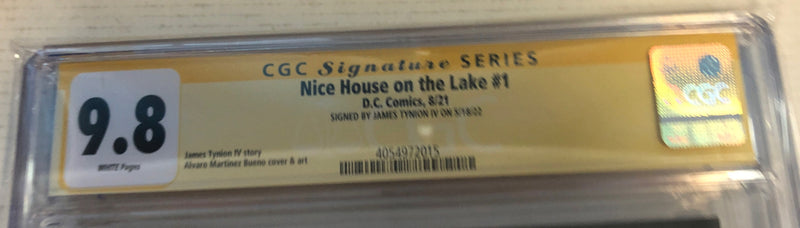 CGC Signature SERIES
Nice House on the Lake #1
D.C. Comics, 8/21
SIGNED BY JAMES TYNION IV ON 5/18/22
9.8
WHITE Pages
James Tynion IV story
Alvaro Martinez Bueno cover & art
4054972015
CGC